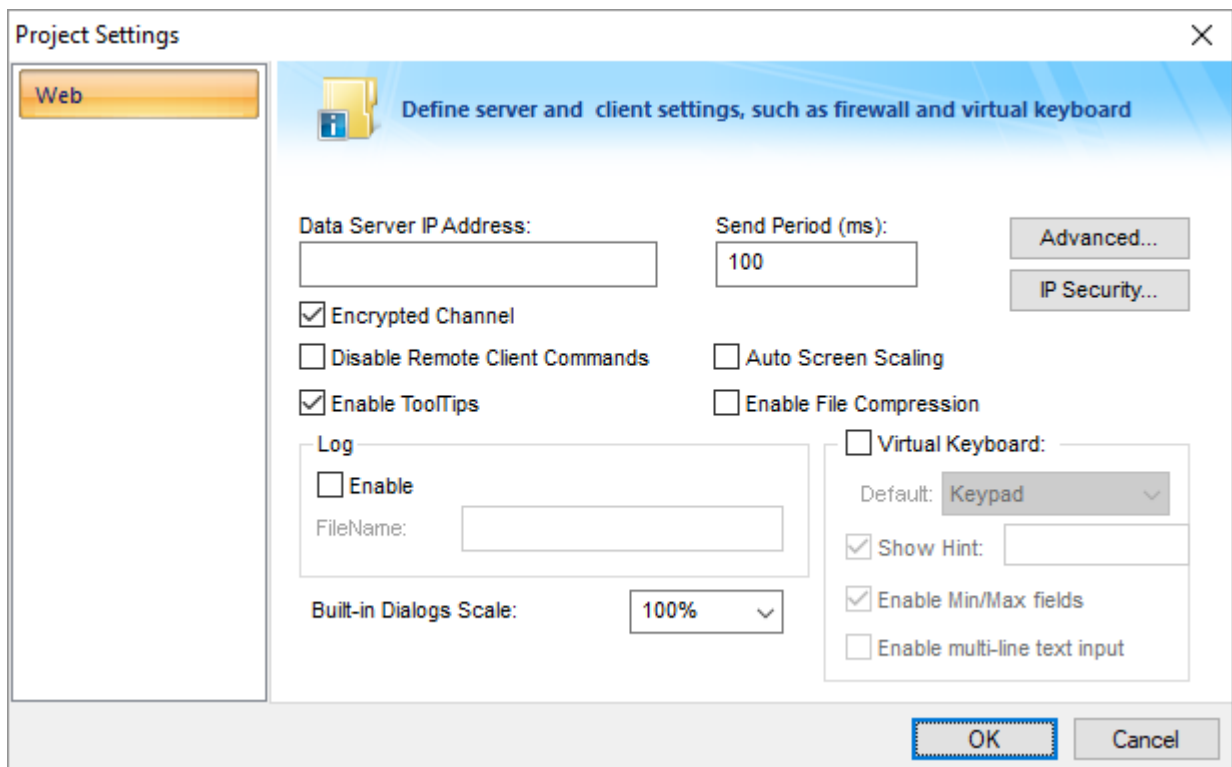 Project Settings
Web
Define server and client settings, such as firewall and virtual keyboard
Data Server IP Address:
Send Period (ms):
100
Advanced...
IP Security...
Encrypted Channel
Disable Remote Client Commands
Auto Screen Scaling
Enable ToolTips
Enable File Compression
Log
Enable
FileName:
Built-in Dialogs Scale:
100%
Virtual Keyboard:
Default:
Keypad
Show Hint:
Enable Min/Max fields
Enable multi-line text input
OK
Cancel